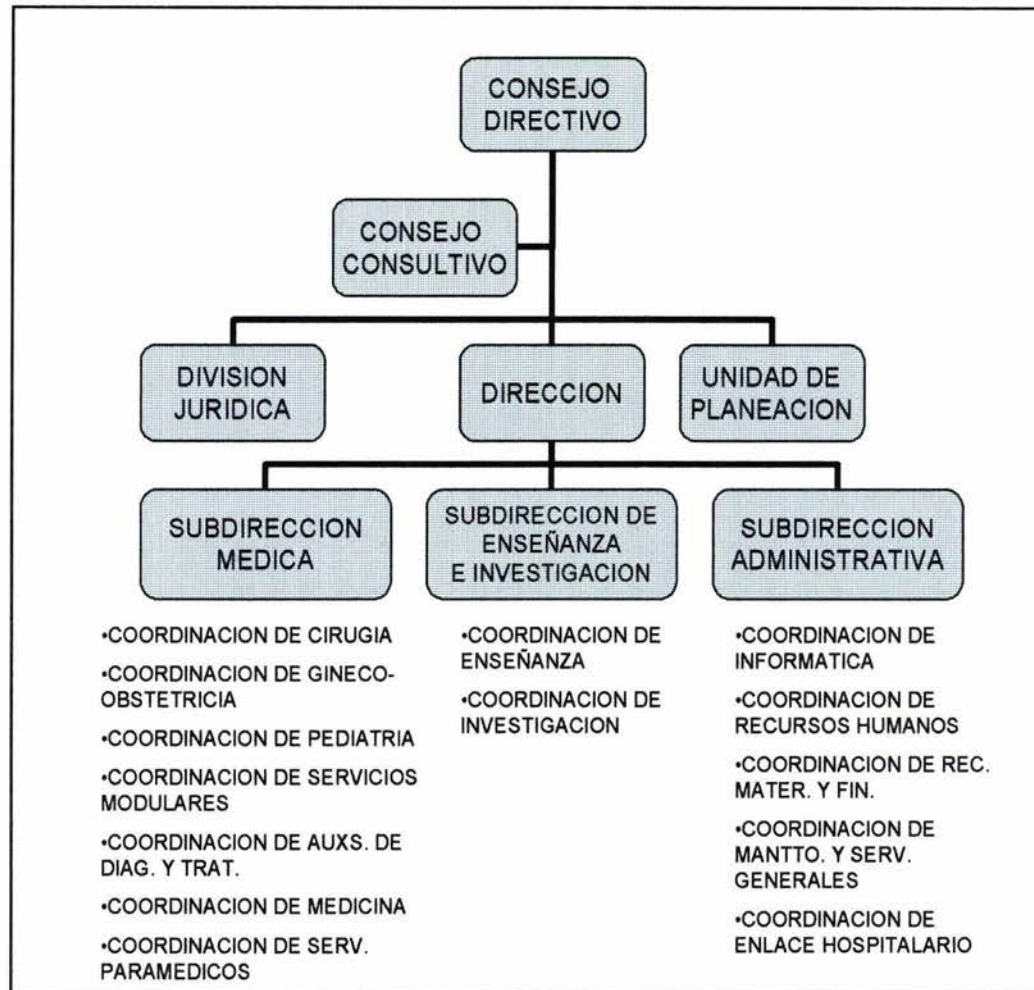 CONSEJO
DIRECTIVO
CONSEJO
CONSULTIVO
DIVISION
JURIDICA
DIRECCION
UNIDAD DE
PLANEACION
SUBDIRECCION
MEDICA
SUBDIRECCION DE
ENSEÑANZA
E INVESTIGACION
SUBDIRECCION
ADMINISTRATIVA
•COORDINACION DE CIRUGIA
•COORDINACION DE GINECO-
OBSTETRICIA
•COORDINACION DE PEDIATRIA
•COORDINACION DE SERVICIOS
MODULARES
•COORDINACION DE AUXS. DE
DIAG. Y TRAT.
•COORDINACION DE MEDICINA
•COORDINACION DE SERV.
PARAMEDICOS
•COORDINACION DE
ENSEÑANZA
•COORDINACION DE
INVESTIGACION
•COORDINACION DE
INFORMATICA
•COORDINACION DE
RECURSOS HUMANOS
•COORDINACION DE REC.
MATER. Y FIN.
•COORDINACION DE
MANTTO. Y SERV.
GENERALES
•COORDINACION DE
ENLACE HOSPITALARIO